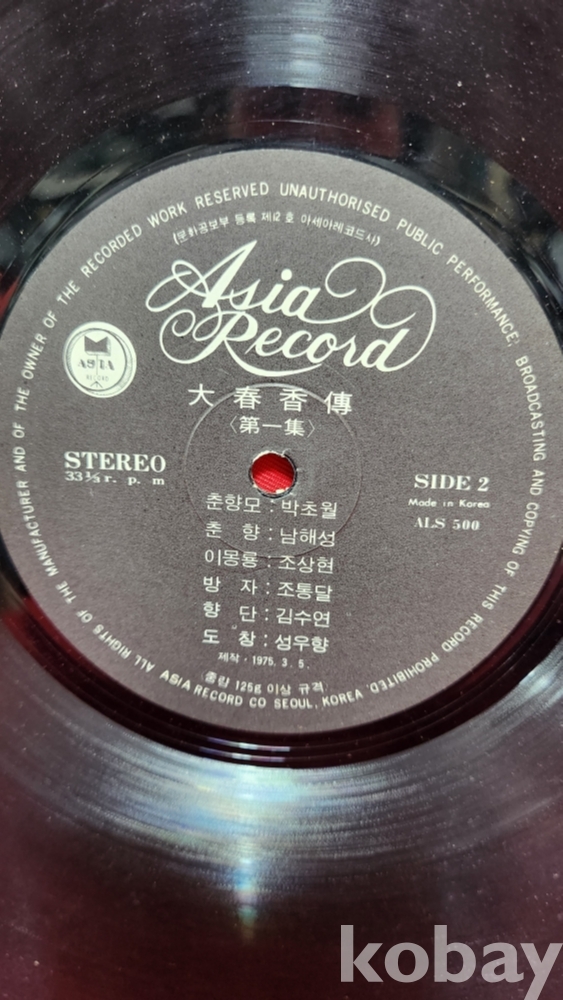 ALL RIGHTS OF THE MANUFACTURER AND OF THE OWNER OF THE RECORDED WORK RESERVED UNAUTHORISED PUBLIC PERFORMANCE: BROADCASTING AND COPYING OF THIS RECORD PROHIBITED.
(문화공보부 등록 제12호 아세아레코드사)
Asia
Record
ASIA
RECORD
大春香傳
〈第一集〉
STEREO
33⅓ r. p. m
SIDE 2
Made in Korea
ALS 500
춘향모 : 박초월
춘 향 : 남해성
이몽룡 : 조상현
방 자 : 조통달
향 단 : 김수연
도 창 : 성우향
제작 · 1975. 3. 5.
중량 125g 이상 규격
ASIA RECORD CO SEOUL, KOREA.
kobay